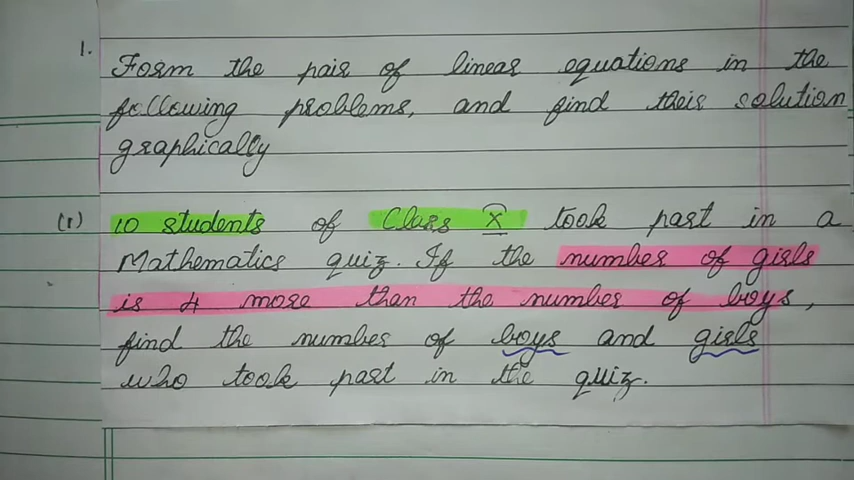 1.
Form the pair of linear equations in the
following problems, and find their solution
graphically
(1) 10 students of Class X took part in a
Mathematics quiz. If the number of girls
is 4 more than the number of boys,
find the number of boys and girls
who took part in the quiz.